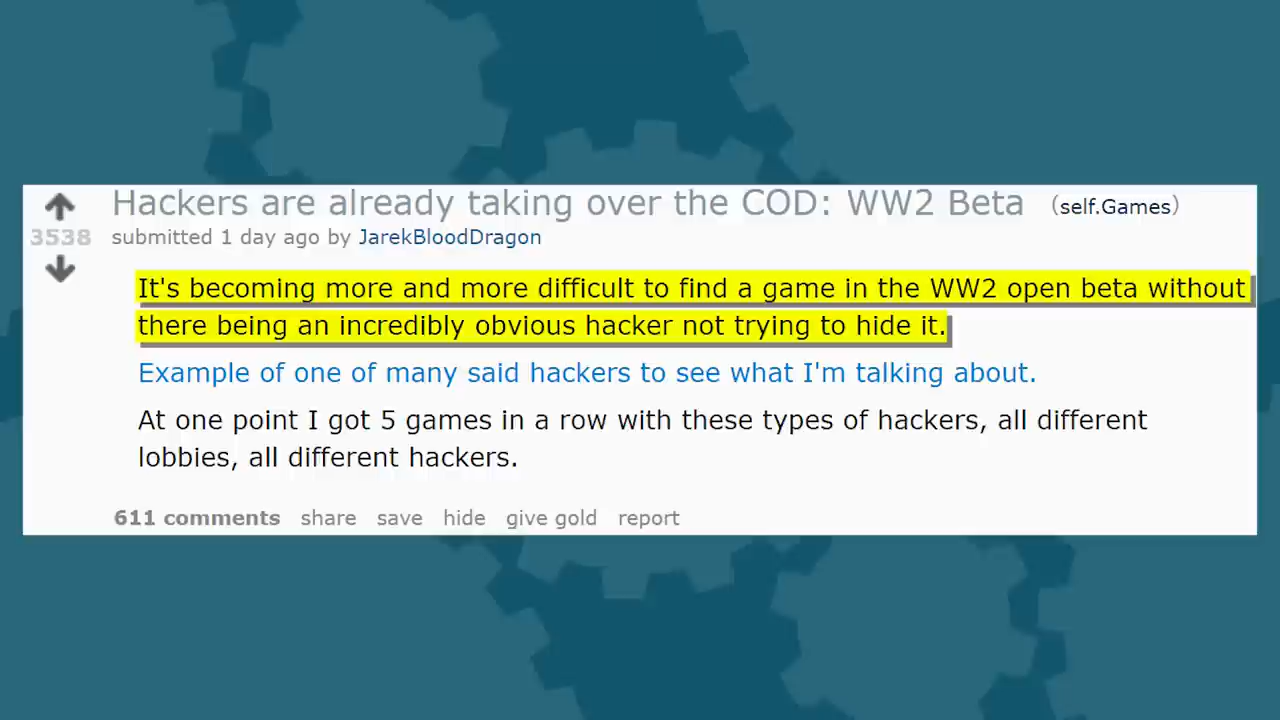 Hackers are already taking over the COD: WW2 Beta (self.Games)
3538
submitted 1 day ago by JarekBloodDragon
It's becoming more and more difficult to find a game in the WW2 open beta without
there being an incredibly obvious hacker not trying to hide it.
Example of one of many said hackers to see what I'm talking about.
At one point I got 5 games in a row with these types of hackers, all different
lobbies, all different hackers.
611 comments share save hide give gold report